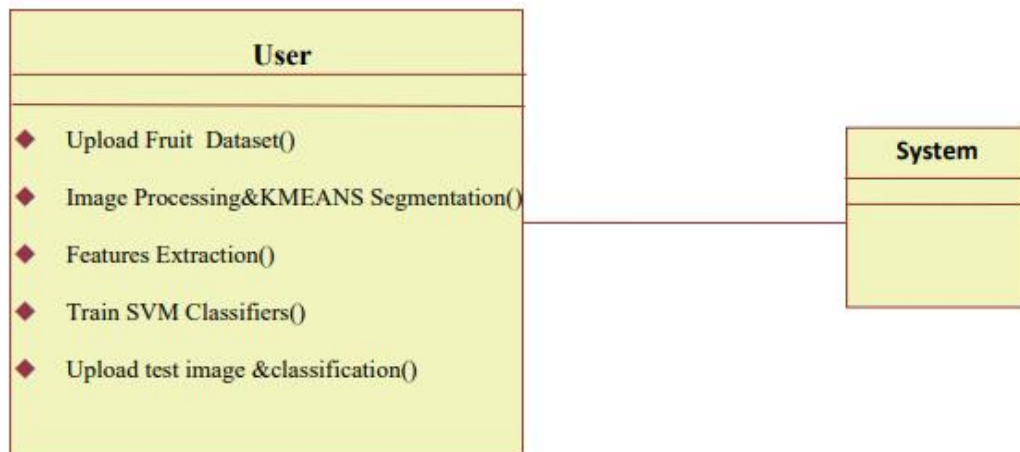 User
Upload Fruit  Dataset()
Image Processing&KMEANS Segmentation()
Features Extraction()
Train SVM Classifiers()
Upload test image &classification()
System